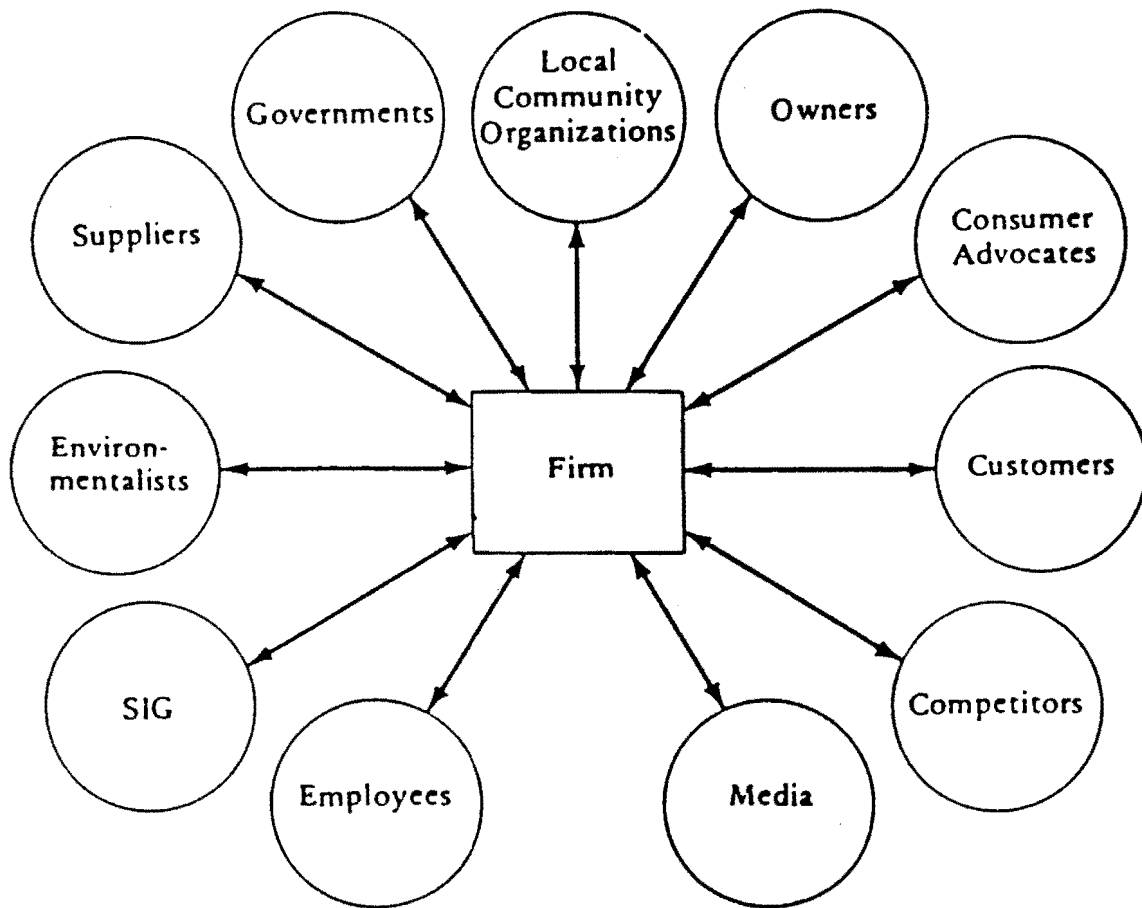 Governments
Local
Community
Organizations
Owners
Suppliers
Consumer
Advocates
Environ-
mentalists
Firm
Customers
SIG
Competitors
Employees
Media